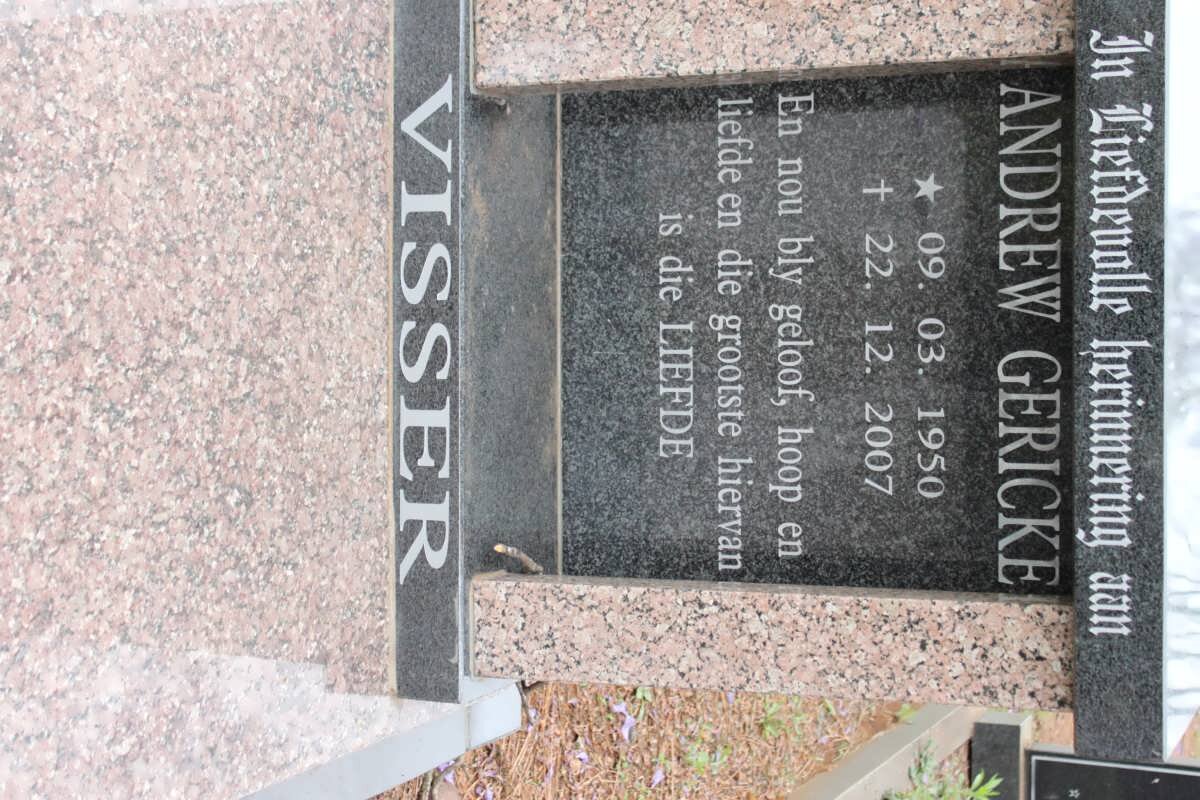 In Liefdevolle herinnering aan
ANDREW GERICKE
★ 09. 03. 1950
✝ 22. 12. 2007
En nou bly geloof, hoop en
liefde en die grootste hiervan
is die LIEFDE
VISSER